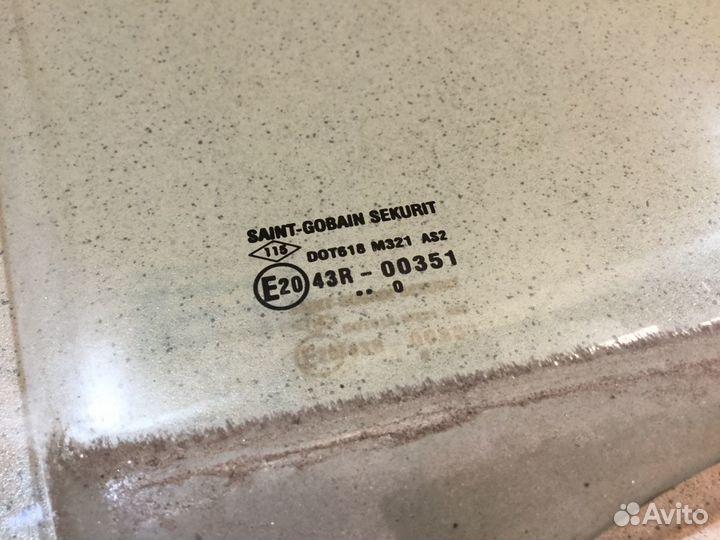 SAINT-GOBAIN SEKURIT
115 DOT618 M321 AS2
E20 43R - 00351
.. 0
Avito